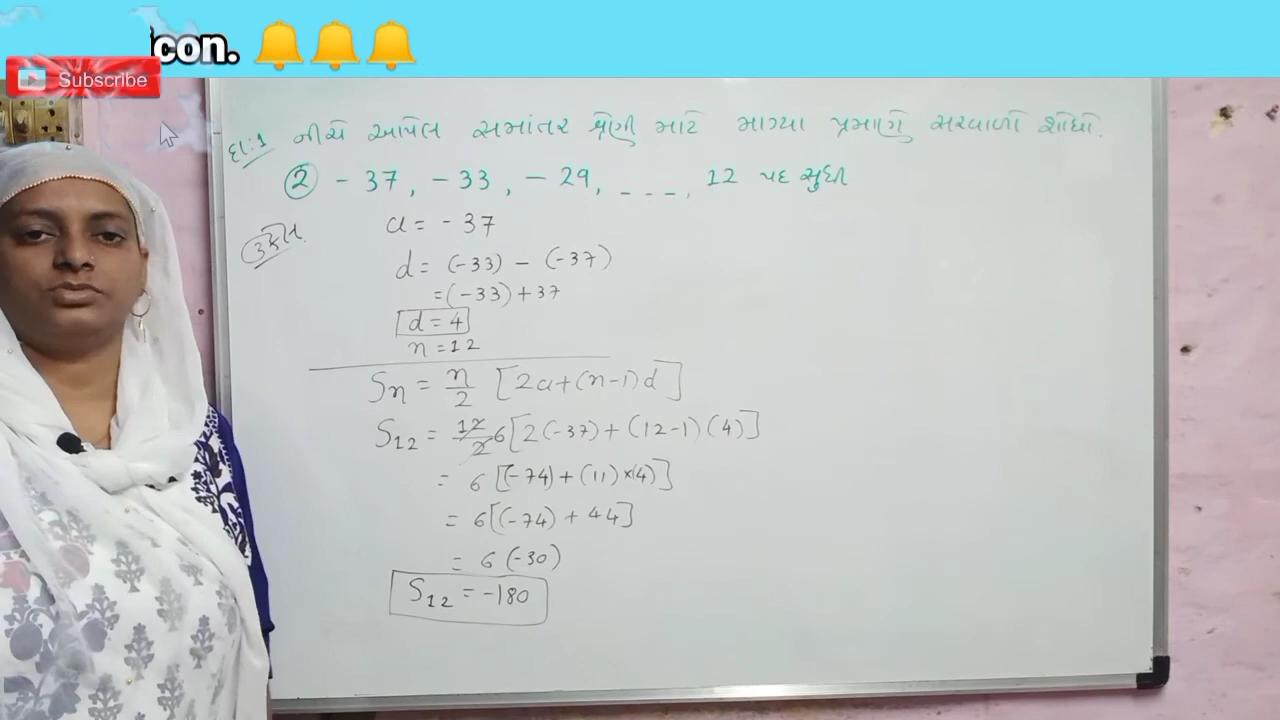 con. 🔔🔔🔔
Subscribe
દા:1 નીચે આપેલ સમાંતર શ્રેણી માટે માગ્યા પ્રમાણે સરવાળો શોધો.
② - 37, - 33, - 29, _ _ _, 12 પદ સુધી
ઉકેલ
a = - 37
d = (-33) - (-37)
= (-33) + 37
d = 4
n = 12
Sn = n/2 [2a + (n-1) d]
S12 = 12/2 6 [2(-37) + (12-1) (4)]
= 6 [(-74) + (11) × (4)]
= 6 [(-74) + 44]
= 6 (-30)
S12 = -180